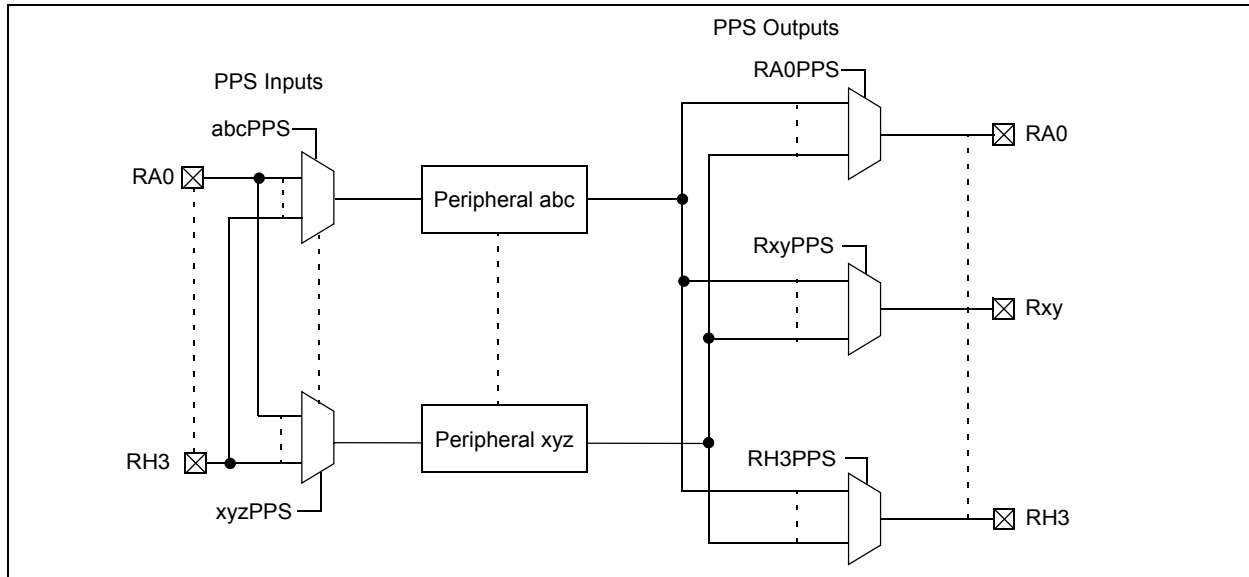 PPS Outputs
RA0PPS
PPS Inputs
abcPPS
RA0
Peripheral abc
RA0
RxyPPS
Rxy
Peripheral xyz
RH3
RH3PPS
xyzPPS
RH3